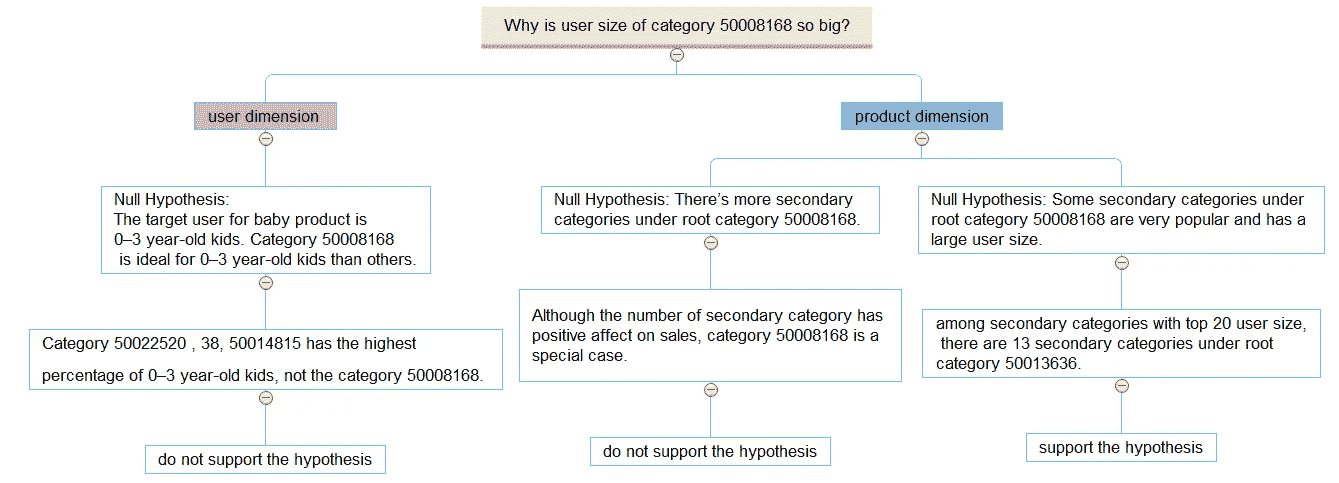 Why is user size of category 50008168 so big?
user dimension
product dimension
Null Hypothesis:
The target user for baby product is
0–3 year-old kids. Category 50008168
is ideal for 0–3 year-old kids than others.
Null Hypothesis: There’s more secondary
categories under root category 50008168.
Null Hypothesis: Some secondary categories under
root category 50008168 are very popular and has a
large user size.
Category 50022520 , 38, 50014815 has the highest
percentage of 0–3 year-old kids, not the category 50008168.
Although the number of secondary category has
positive affect on sales, category 50008168 is a
special case.
among secondary categories with top 20 user size,
there are 13 secondary categories under root
category 50013636.
do not support the hypothesis
do not support the hypothesis
support the hypothesis